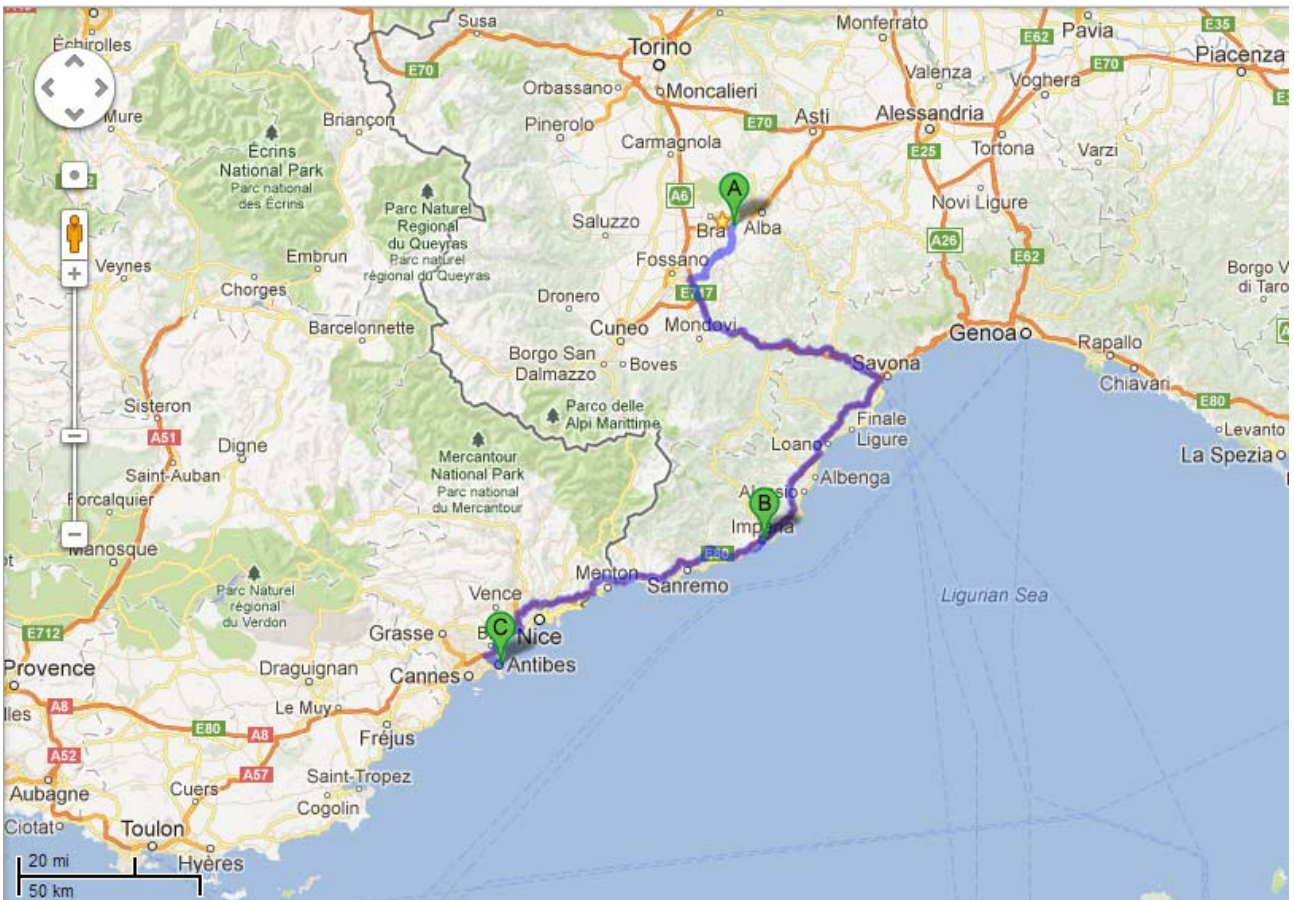 Échirolles
Susa
Torino
E70
Orbassano
Moncalieri
Monferrato
E62
Pavia
E35
Piacenza
Valenza
Voghera
E70
Mure
Briançon
Pinerolo
E70
Asti
Alessandria
Écrins
National Park
Parc national
des Écrins
Carmagnola
E25
Tortona
Varzi
Parc Naturel
Regional
du Queyras
Parc naturel
régional du Queyras
Saluzzo
A6
A
Bra
Alba
Novi Ligure
A26
E62
Veynes
Embrun
Chorges
Fossano
Borgo V
di Taro
Dronero
E717
Barcelonnette
Cuneo
Mondovì
Genoa
Rapallo
Chiavari
Borgo San
Dalmazzo
Boves
Savona
E80
Levanto
Sisteron
Parco delle
Alpi Marittime
Finale
Ligure
A51
Digne
Loano
La Spezia
Saint-Auban
Mercantour
National Park
Parc national
du Mercantour
Albenga
Forcalquier
B
Imperia
Manosque
E80
Menton
Sanremo
Parc Naturel
régional
du Verdon
Vence
Ligurian Sea
E712
Grasse
C
Nice
Provence
Draguignan
Cannes
Antibes
A8
Le Muy
E80
A8
Fréjus
A52
A57
Saint-Tropez
Aubagne
Cuers
Cogolin
Ciotat
Toulon
Hyères
20 mi
50 km